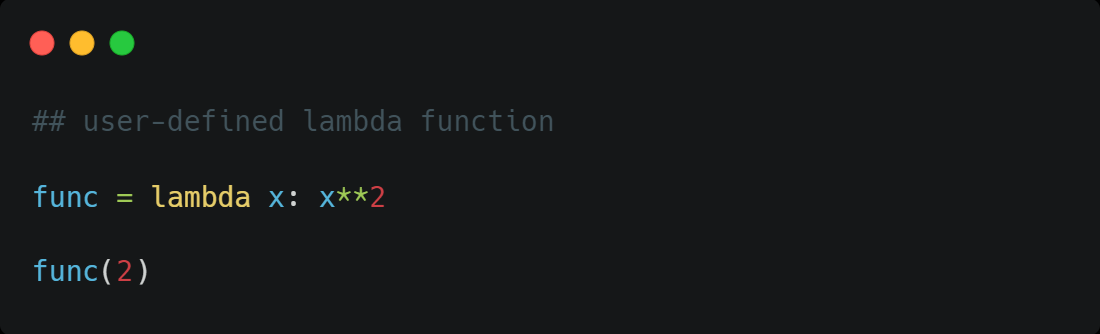 ## user-defined lambda function
func = lambda x: x**2
func(2)